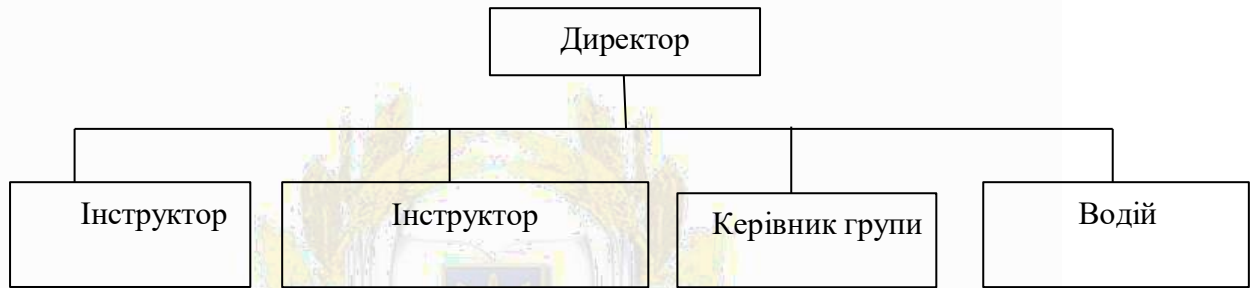 Директор
Інструктор
Інструктор
Керівник групи
Водій